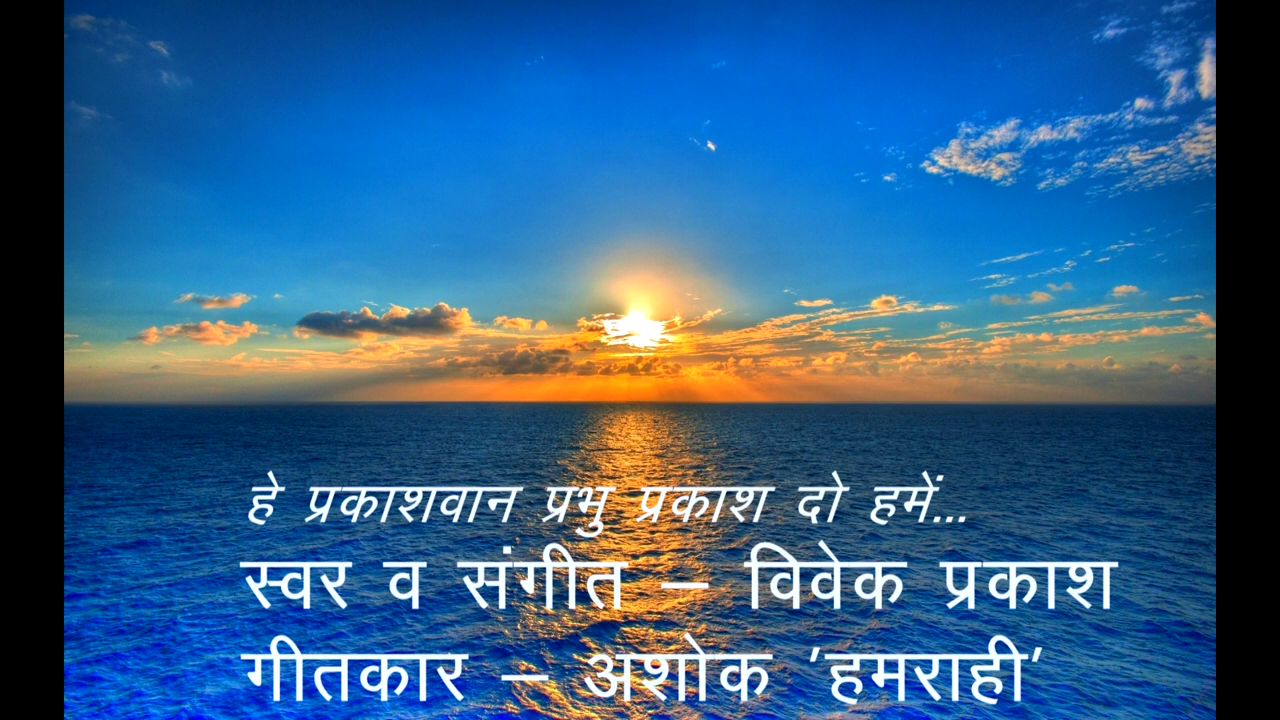 हे प्रकाशवान प्रभु प्रकाश दो हमें...
स्वर व संगीत – विवेक प्रकाश
गीतकार – अशोक 'हमराही'